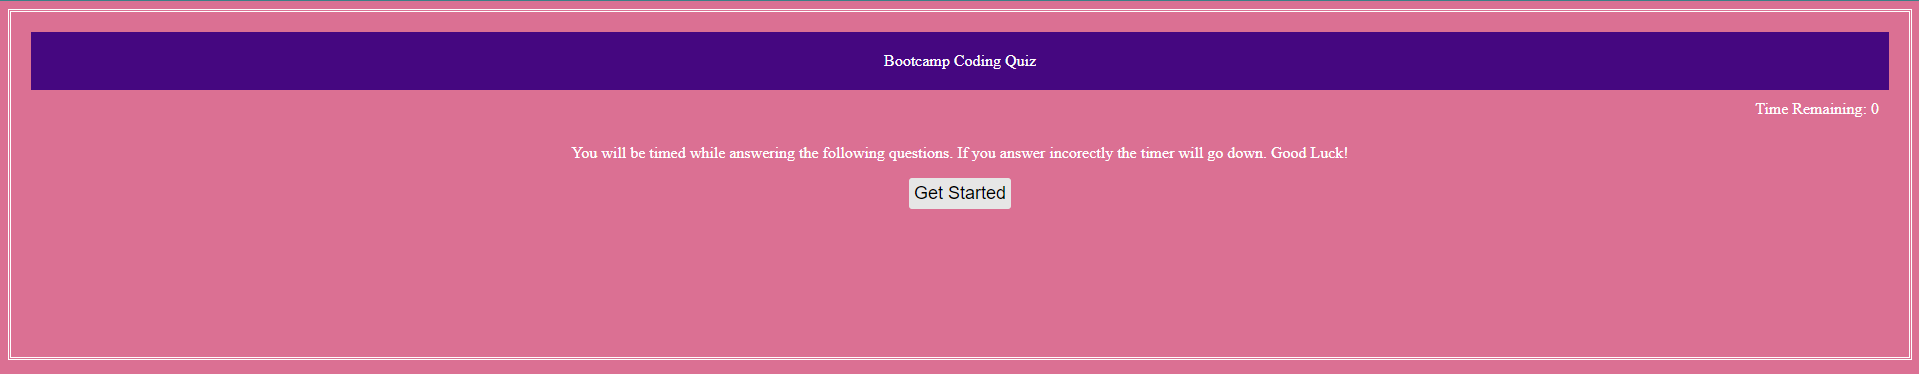 Bootcamp Coding Quiz
Time Remaining: 0
You will be timed while answering the following questions. If you answer incorectly the timer will go down. Good Luck!
Get Started